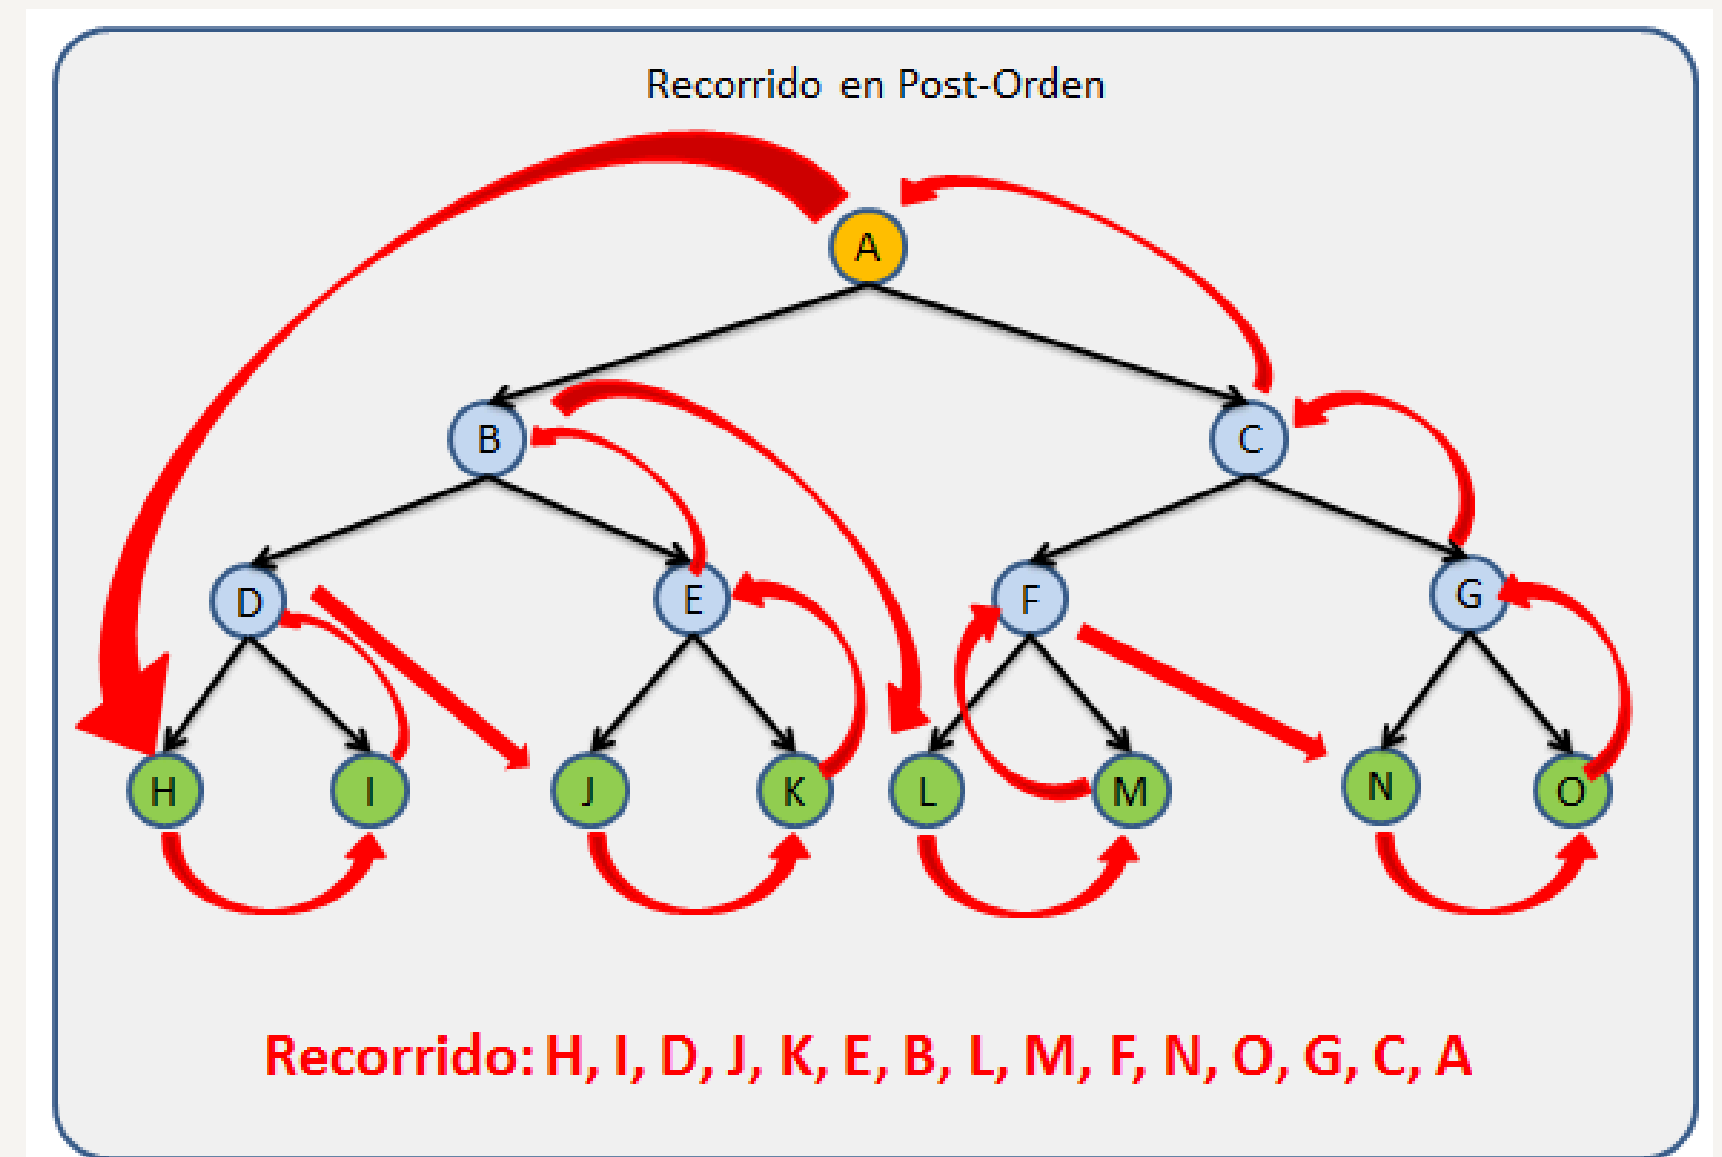 Recorrido en Post-Orden
A
B
C
D
E
F
G
H
I
J
K
L
M
N
O
Recorrido: H, I, D, J, K, E, B, L, M, F, N, O, G, C, A